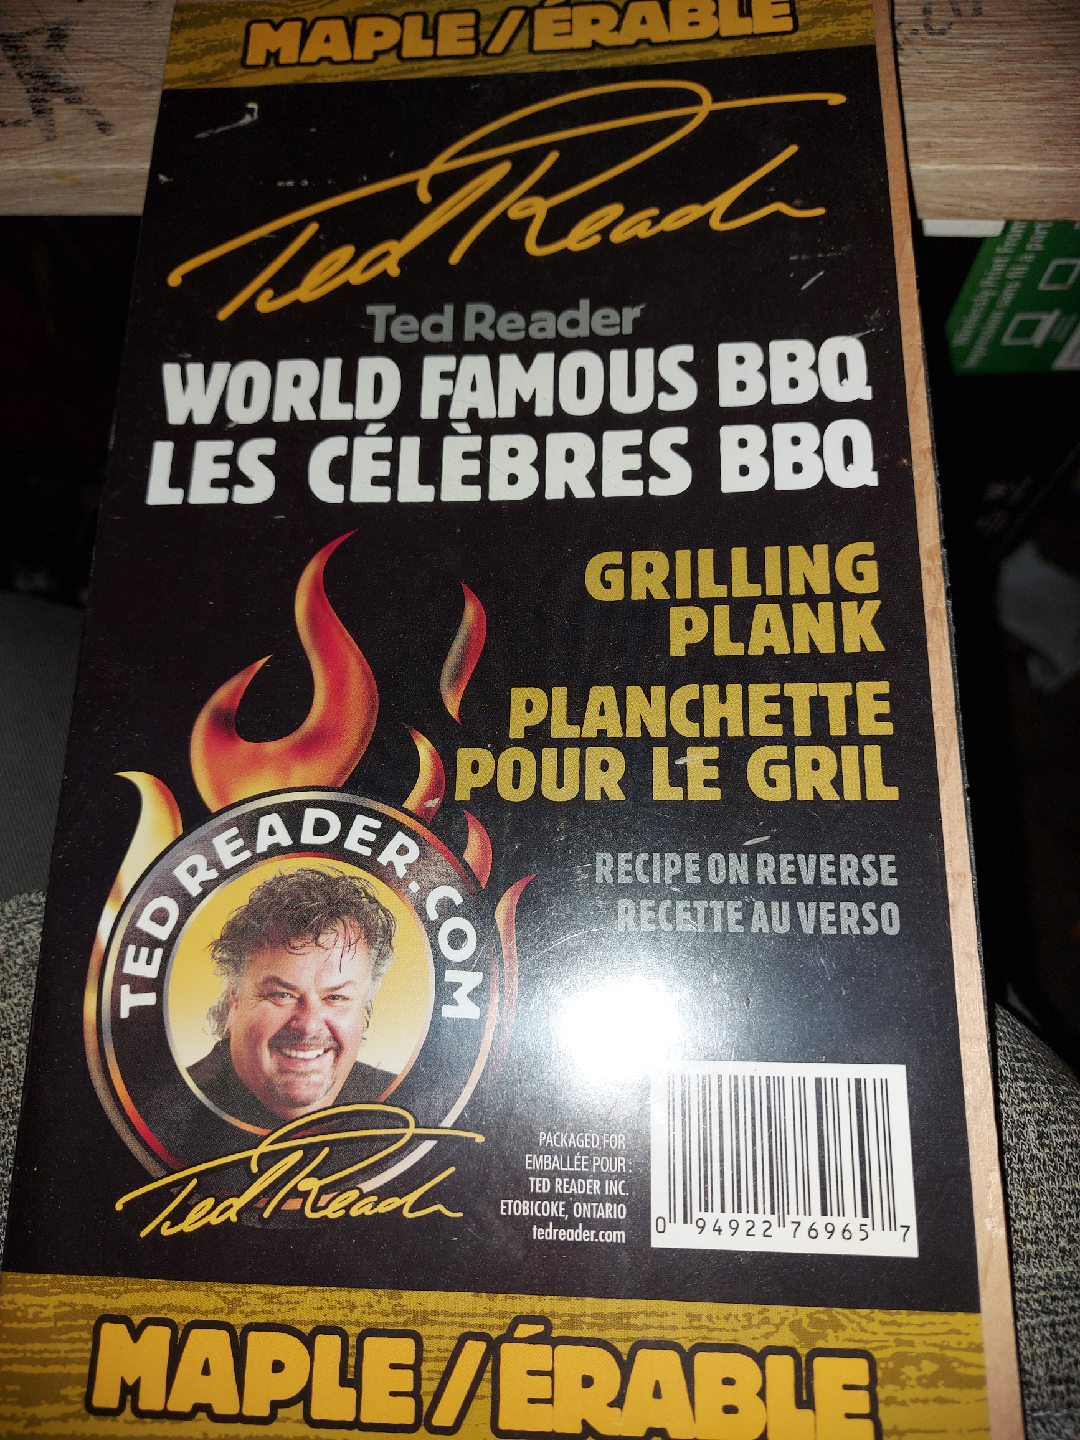 MAPLE / ÉRABLE
Ted Reader
Ted Reader
WORLD FAMOUS BBQ
LES CÉLÈBRES BBQ
GRILLING
PLANK
PLANCHETTE
POUR LE GRIL
RECIPE ON REVERSE
RECETTE AU VERSO
TEDREADER.COM
Ted Reader
PACKAGED FOR
EMBALLÉE POUR :
TED READER INC.
ETOBICOKE, ONTARIO
tedreader.com
0 94922 76965 7
MAPLE / ÉRABLE